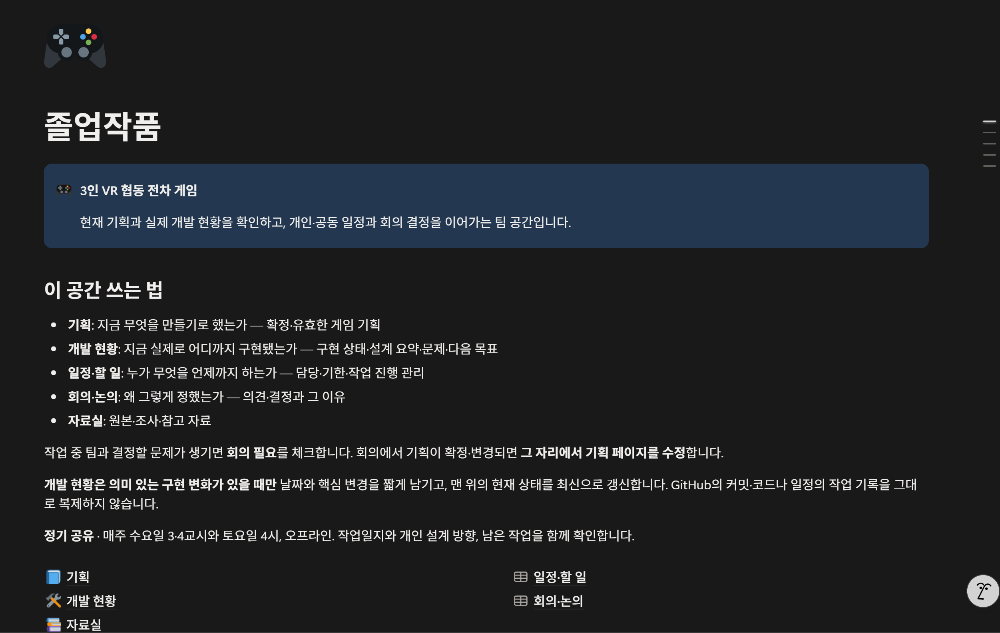 졸업작품
3인 VR 협동 전차 게임
현재 기획과 실제 개발 현황을 확인하고, 개인·공동 일정과 회의 결정을 이어가는 팀 공간입니다.
이 공간 쓰는 법
기획: 지금 무엇을 만들기로 했는가 — 확정·유효한 게임 기획
개발 현황: 지금 실제로 어디까지 구현됐는가 — 구현 상태·설계 요약·문제·다음 목표
일정·할 일: 누가 무엇을 언제까지 하는가 — 담당·기한·작업 진행 관리
회의·논의: 왜 그렇게 정했는가 — 의견·결정과 그 이유
자료실: 원본·조사·참고 자료
작업 중 팀과 결정할 문제가 생기면 회의 필요를 체크합니다. 회의에서 기획이 확정·변경되면 그 자리에서 기획 페이지를 수정합니다.
개발 현황은 의미 있는 구현 변화가 있을 때만 날짜와 핵심 변경을 짧게 남기고, 맨 위의 현재 상태를 최신으로 갱신합니다. GitHub의 커밋·코드나 일정의 작업 기록을 그대
로 복제하지 않습니다.
정기 공유 · 매주 수요일 3·4교시와 토요일 4시, 오프라인. 작업일지와 개인 설계 방향, 남은 작업을 함께 확인합니다.
기획
개발 현황
자료실
일정·할 일
회의·논의